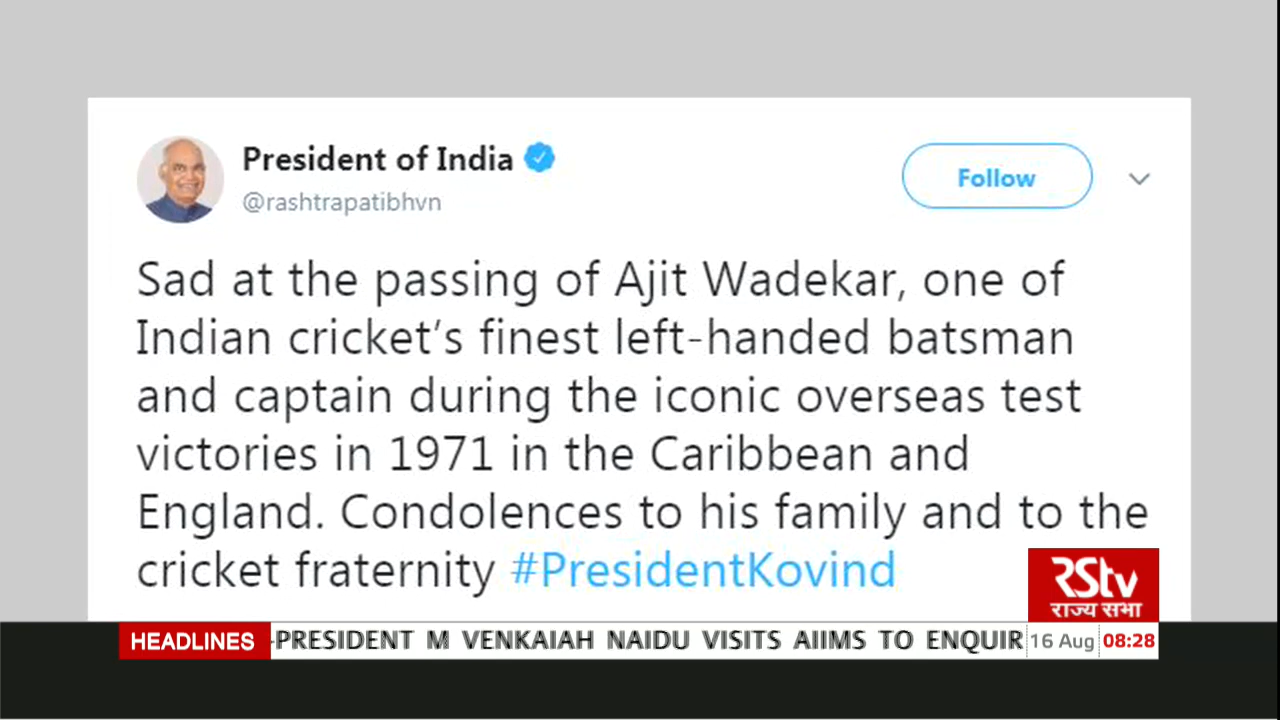 President of India
@rashtrapatibhvn
Follow
Sad at the passing of Ajit Wadekar, one of
Indian cricket's finest left-handed batsman
and captain during the iconic overseas test
victories in 1971 in the Caribbean and
England. Condolences to his family and to the
cricket fraternity #PresidentKovind
RStv
राज्य सभा
HEADLINES -PRESIDENT M VENKAIAH NAIDU VISITS AIIMS TO ENQUIR 16 Aug 08:28